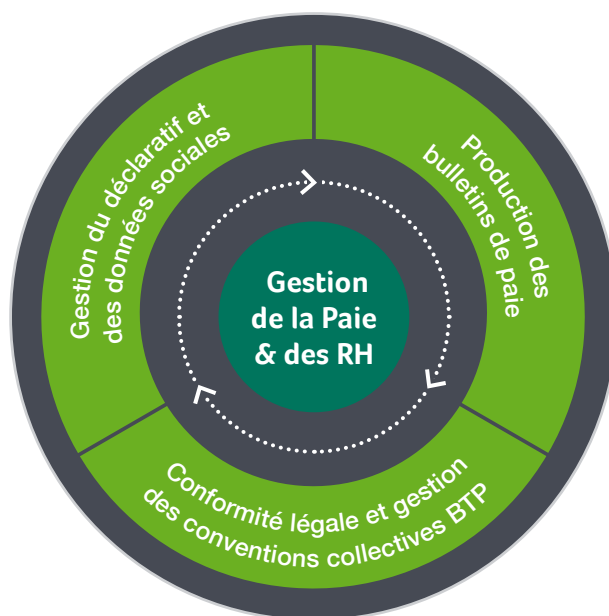 Gestion du déclaratif et
des données sociales
Production des
bulletins de paie
Gestion
de la Paie
& des RH
Conformité légale et gestion
des conventions collectives BTP